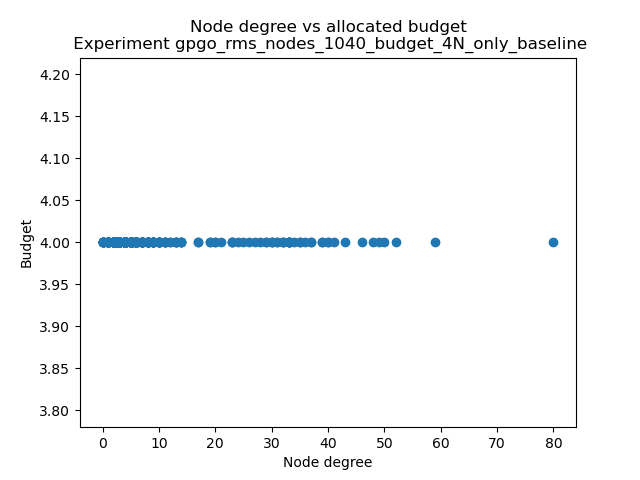 Node degree vs allocated budget
Experiment gpgo_rms_nodes_1040_budget_4N_only_baseline
4.20
4.15
4.10
4.05
4.00
3.95
3.90
3.85
3.80
Budget
0 10 20 30 40 50 60 70 80
Node degree